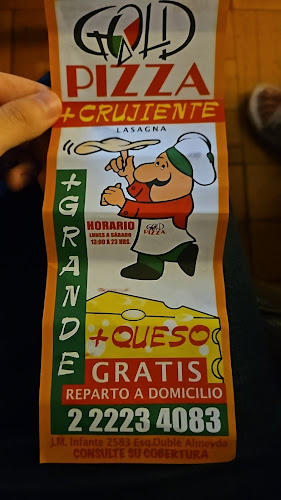 GOLD
PIZZA
+ CRUJIENTE
LASAGNA
+ GRANDE
HORARIO
LUNES A SÁBADO
13:00 A 23 HRS.
GOLD
PIZZA
+ QUESO
GRATIS
REPARTO A DOMICILIO
2 2223 4083
J.M. Infante 2583 Esq.Dublé Almeyda
CONSULTE SU COBERTURA